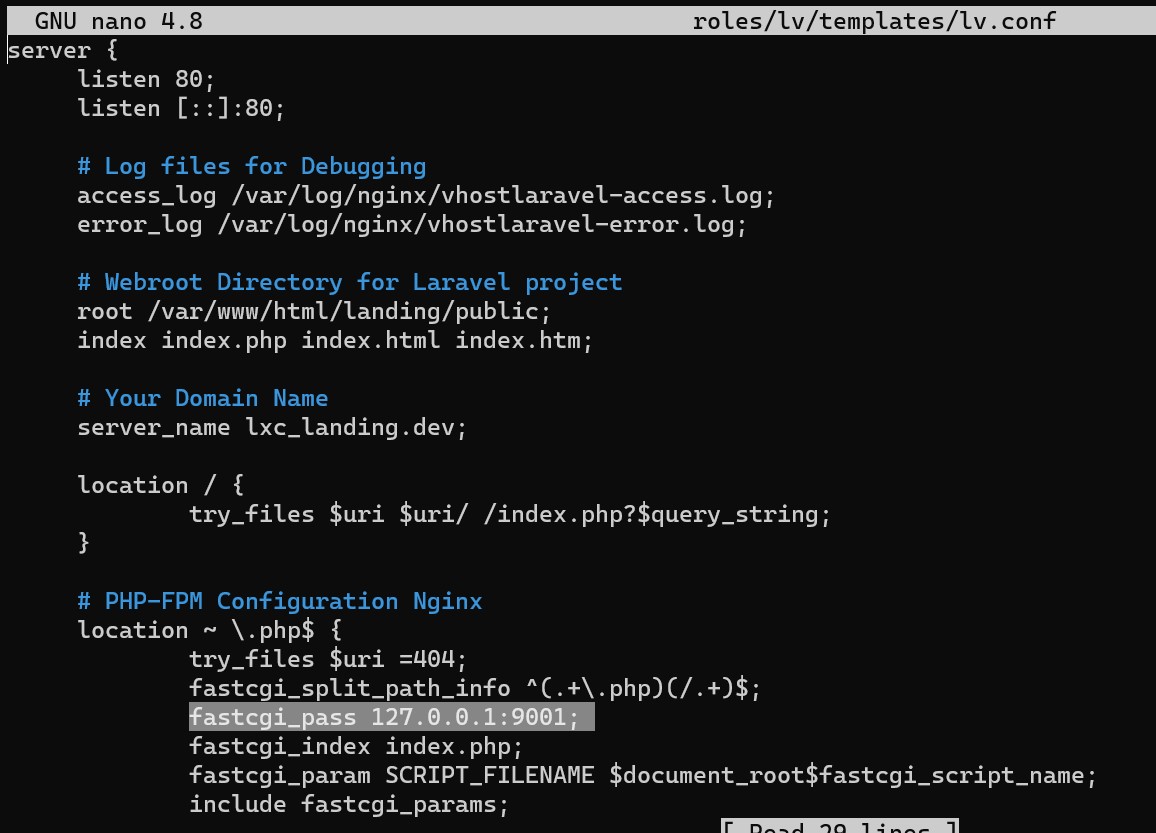 GNU nano 4.8 roles/lv/templates/lv.conf
server {
listen 80;
listen [::]:80;
# Log files for Debugging
access_log /var/log/nginx/vhostlaravel-access.log;
error_log /var/log/nginx/vhostlaravel-error.log;
# Webroot Directory for Laravel project
root /var/www/html/landing/public;
index index.php index.html index.htm;
# Your Domain Name
server_name lxc_landing.dev;
location / {
try_files $uri $uri/ /index.php?$query_string;
}
# PHP-FPM Configuration Nginx
location ~ \.php$ {
try_files $uri =404;
fastcgi_split_path_info ^(.+\.php)(/.+)$;
fastcgi_pass 127.0.0.1:9001;
fastcgi_index index.php;
fastcgi_param SCRIPT_FILENAME $document_root$fastcgi_script_name;
include fastcgi_params;
[ Read 29 lines ]